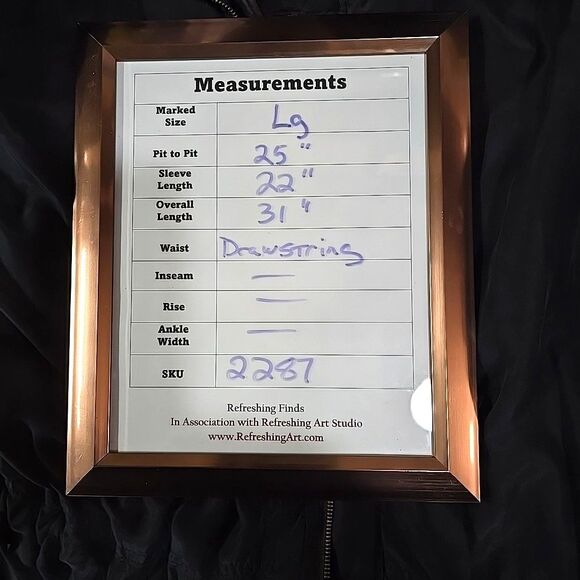 Measurements
Marked Size Lg
Pit to Pit 25"
Sleeve Length 22"
Overall Length 31"
Waist Drawstring
Inseam —
Rise —
Ankle Width —
SKU 2287
Refreshing Finds
In Association with Refreshing Art Studio
www.RefreshingArt.com